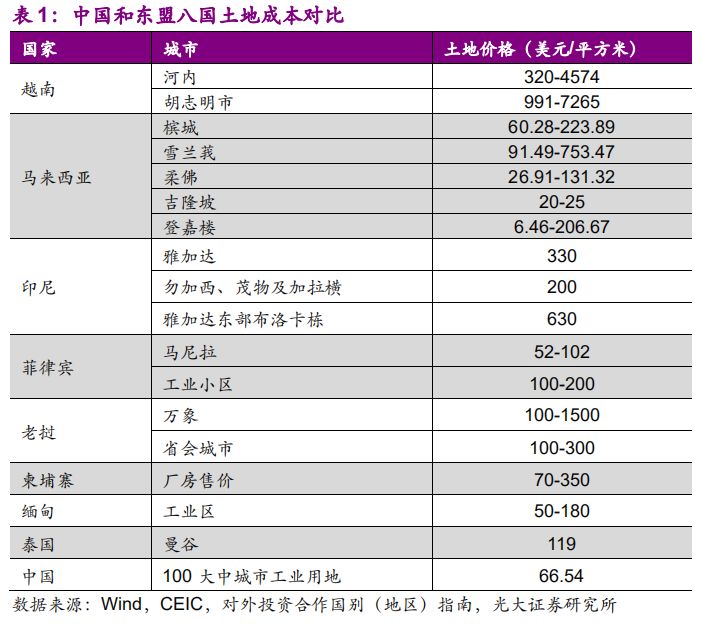 表 1：中国和东盟八国土地成本对比
国家 城市 土地价格（美元/平方米）
越南 河内 320-4574
胡志明市 991-7265
马来西亚 槟城 60.28-223.89
雪兰莪 91.49-753.47
柔佛 26.91-131.32
吉隆坡 20-25
登嘉楼 6.46-206.67
印尼 雅加达 330
勿加西、茂物及加拉横 200
雅加达东部布洛卡栋 630
菲律宾 马尼拉 52-102
工业小区 100-200
老挝 万象 100-1500
省会城市 100-300
柬埔寨 厂房售价 70-350
缅甸 工业区 50-180
泰国 曼谷 119
中国 100 大中城市工业用地 66.54
数据来源：Wind，CEIC，对外投资合作国别（地区）指南，光大证券研究所